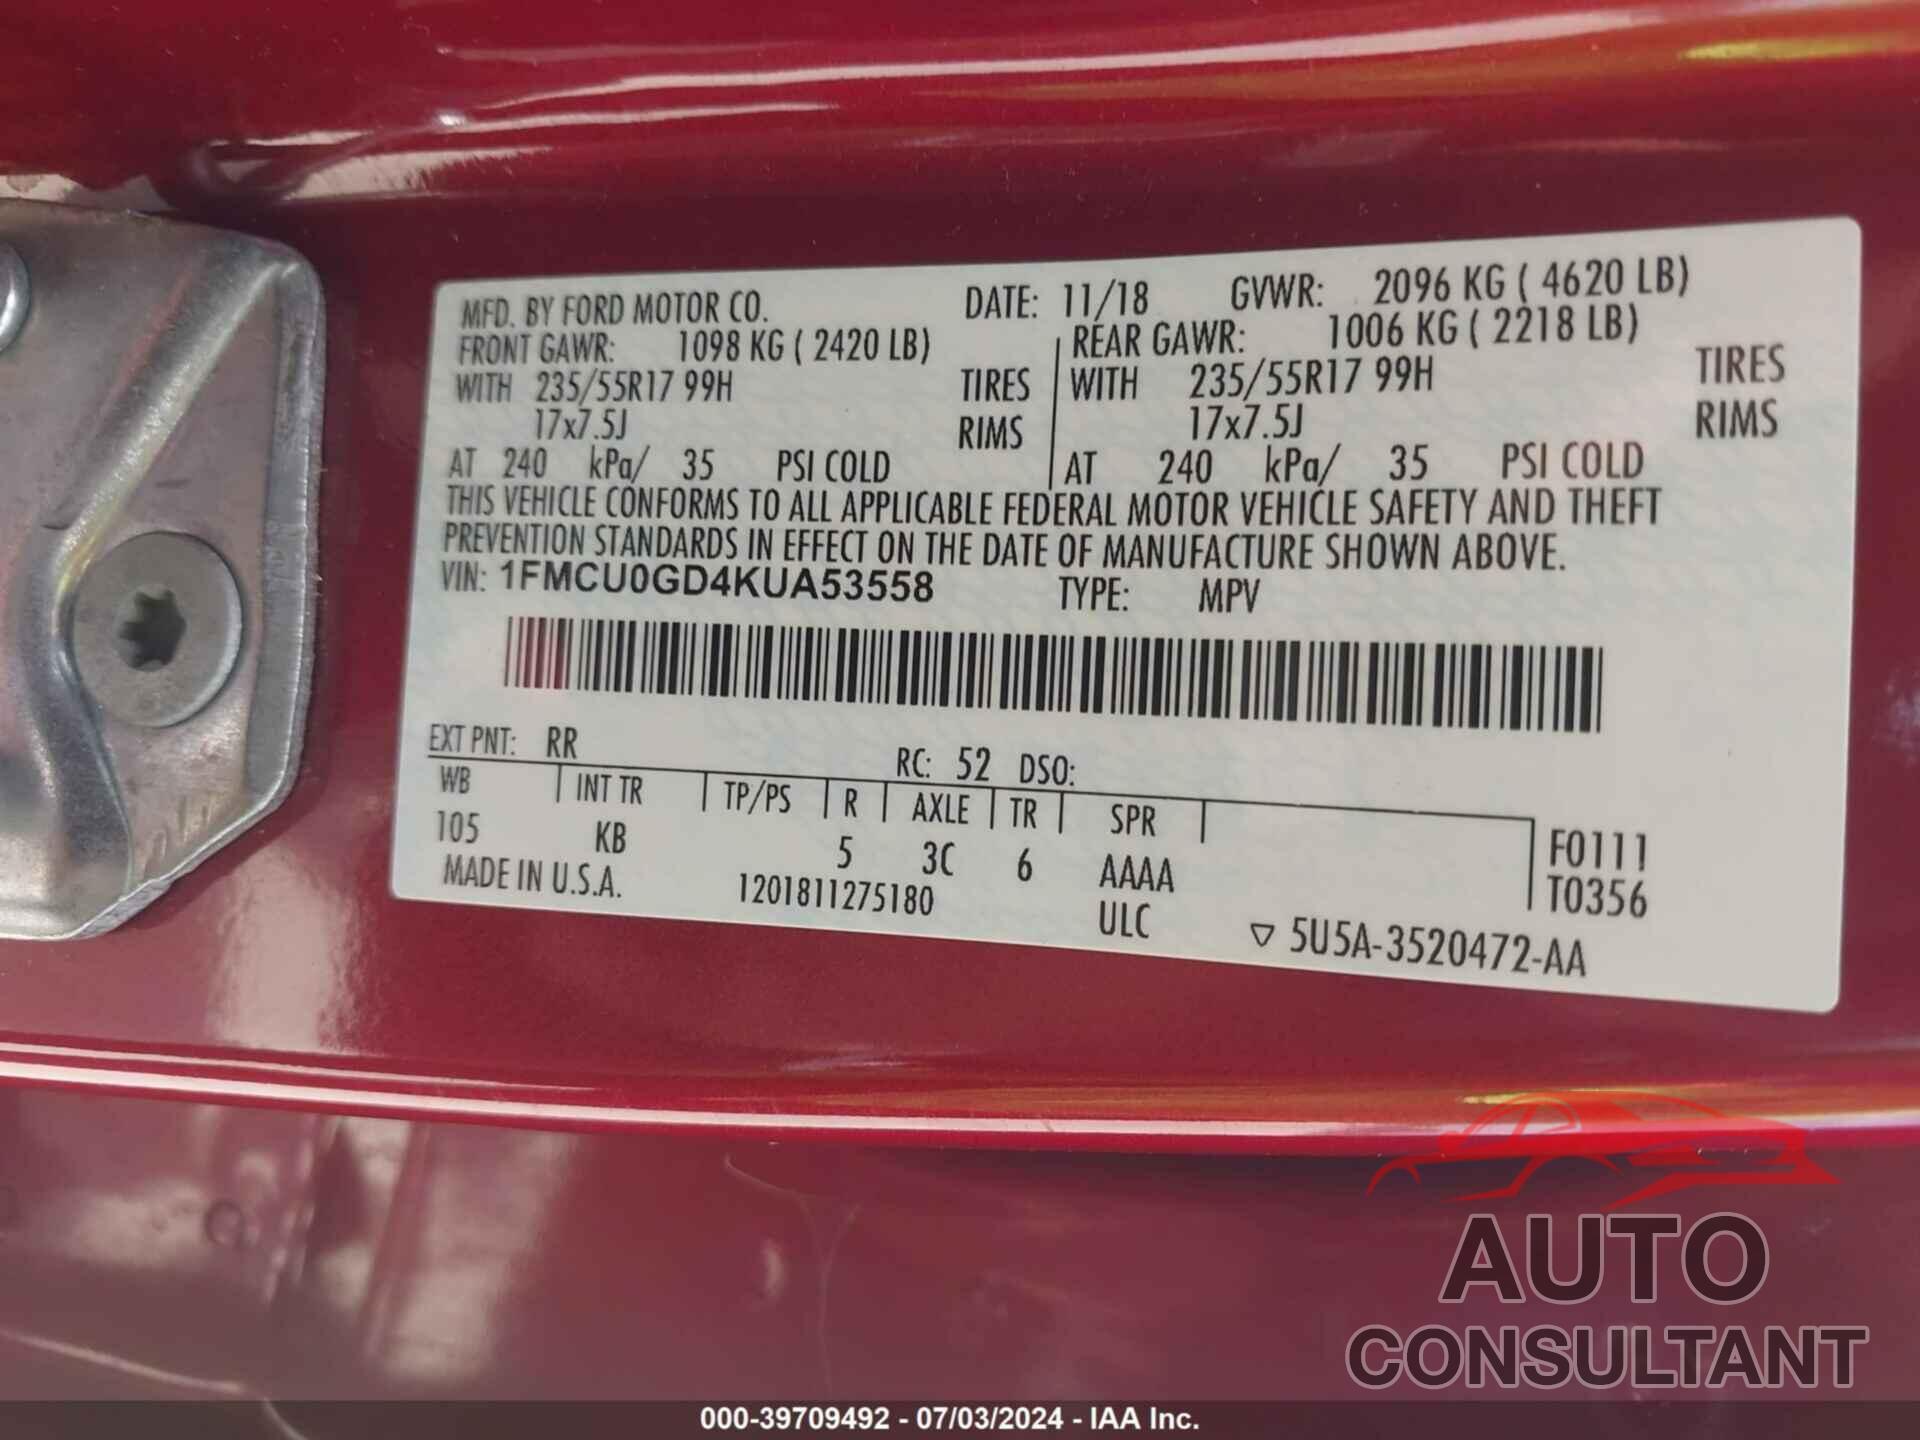 MFD. BY FORD MOTOR CO. DATE: 11/18 GVWR: 2096 KG ( 4620 LB)
FRONT GAWR: 1098 KG ( 2420 LB) REAR GAWR: 1006 KG ( 2218 LB)
WITH 235/55R17 99H TIRES WITH 235/55R17 99H TIRES
17x7.5J RIMS 17x7.5J RIMS
AT 240 kPa/ 35 PSI COLD AT 240 kPa/ 35 PSI COLD
THIS VEHICLE CONFORMS TO ALL APPLICABLE FEDERAL MOTOR VEHICLE SAFETY AND THEFT
PREVENTION STANDARDS IN EFFECT ON THE DATE OF MANUFACTURE SHOWN ABOVE.
VIN: 1FMCU0GD4KUA53558 TYPE: MPV
EXT PNT: RR RC: 52 DSO:
WB INT TR TP/PS R AXLE TR SPR
105 KB 5 3C 6 AAAA F0111
MADE IN U.S.A. 1201811275180 ULC T0356
5U5A-3520472-AA
AUTO
CONSULTANT
000-39709492 - 07/03/2024 - IAA Inc.